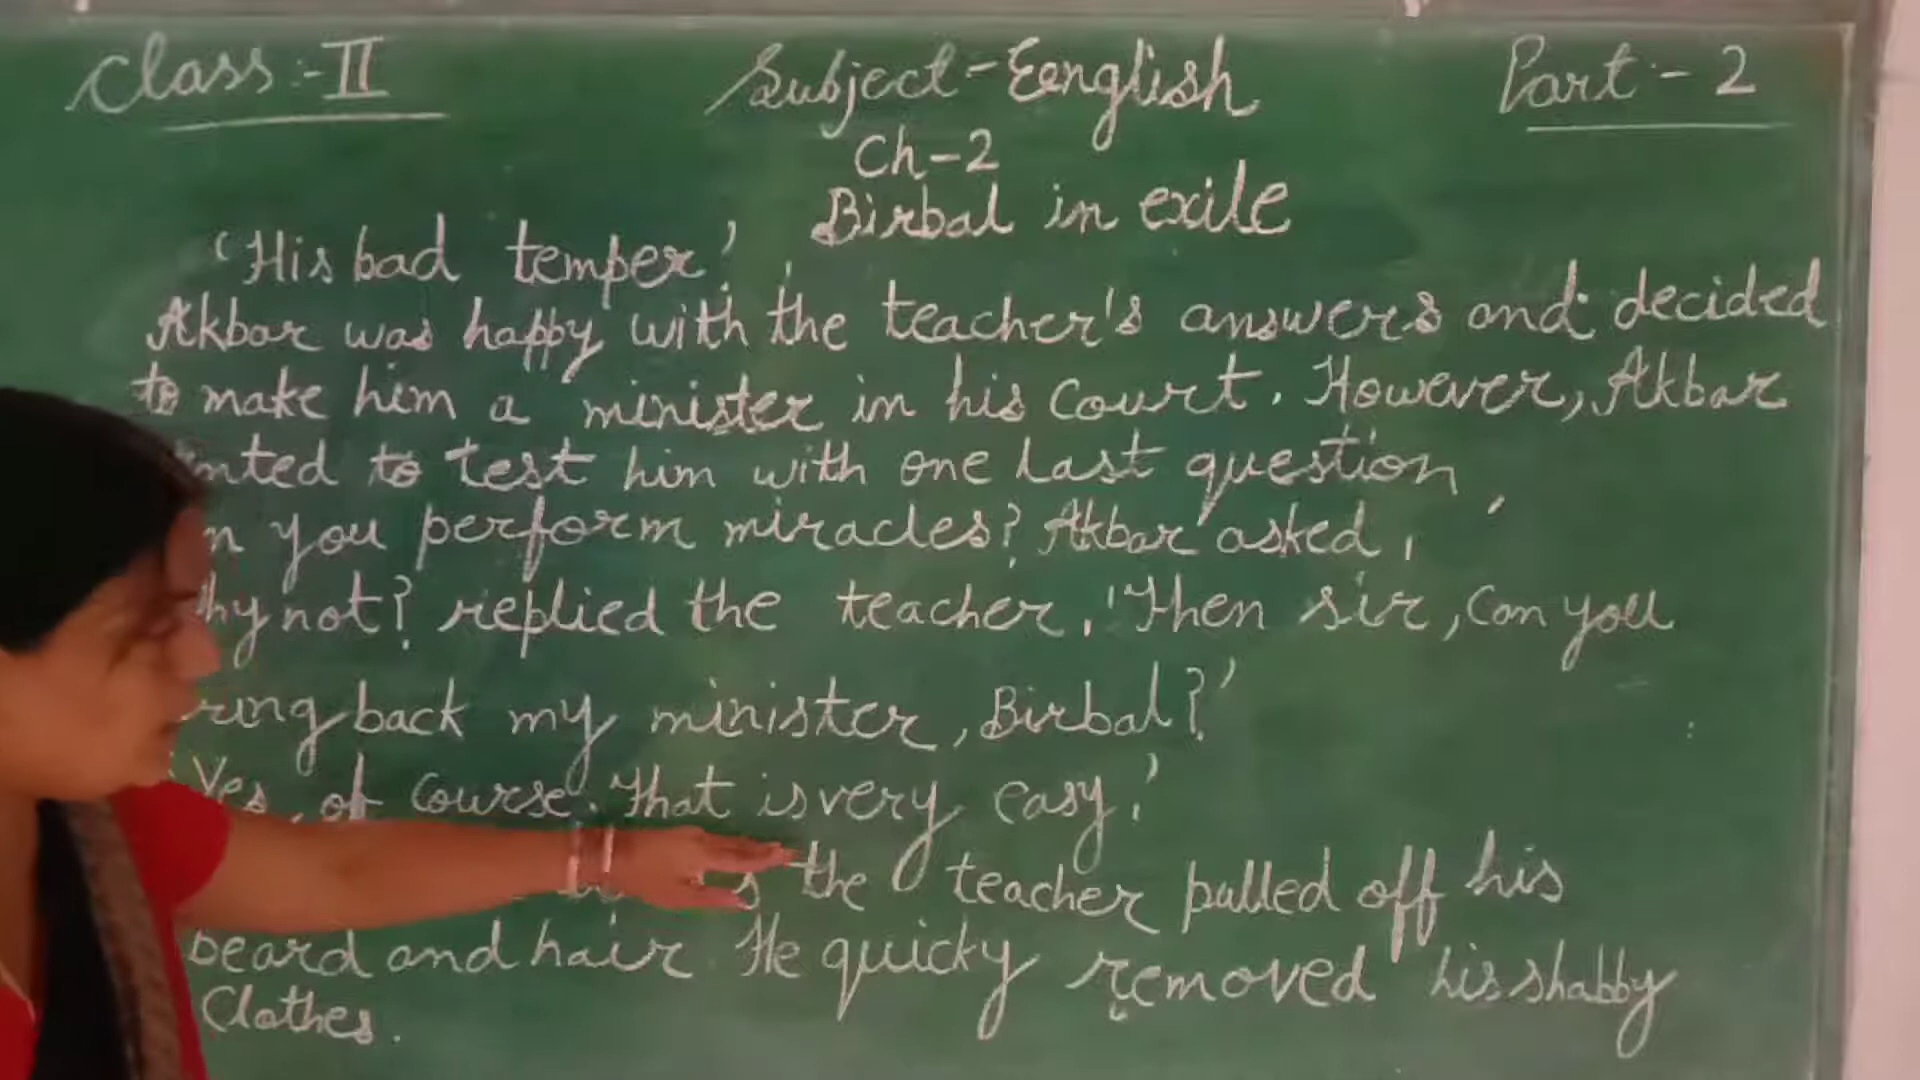 Class :- II Subject - Eenglish Part - 2
Ch-2
Birbal in exile
'His bad temper.'
Akbar was happy with the teacher's answers and decided
to make him a minister in his court. However, Akbar
to test him with one last question
you perform miracles? Akbar asked,
not? replied the teacher. 'Then sir, can you
back my minister, Birbal?'
Yes, of course. That is very easy.'
the teacher pulled off his
beard and hair. He quicky removed his shabby
Clothes.